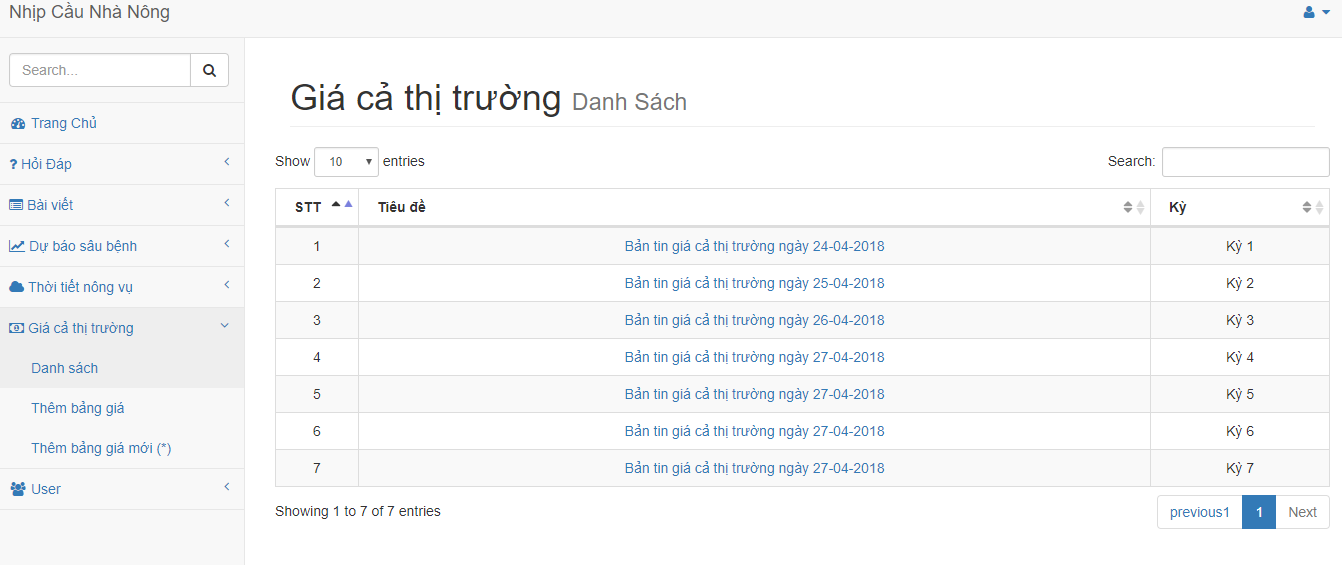 Nhịp Cầu Nhà Nông
Search...
Trang Chủ
? Hỏi Đáp
Bài viết
Dự báo sâu bệnh
Thời tiết nông vụ
Giá cả thị trường
Danh sách
Thêm bảng giá
Thêm bảng giá mới (*)
User
Giá cả thị trường Danh Sách
Show 10 entries Search:
STT Tiêu đề Kỳ
1 Bản tin giá cả thị trường ngày 24-04-2018 Kỳ 1
2 Bản tin giá cả thị trường ngày 25-04-2018 Kỳ 2
3 Bản tin giá cả thị trường ngày 26-04-2018 Kỳ 3
4 Bản tin giá cả thị trường ngày 27-04-2018 Kỳ 4
5 Bản tin giá cả thị trường ngày 27-04-2018 Kỳ 5
6 Bản tin giá cả thị trường ngày 27-04-2018 Kỳ 6
7 Bản tin giá cả thị trường ngày 27-04-2018 Kỳ 7
Showing 1 to 7 of 7 entries previous1 1 Next